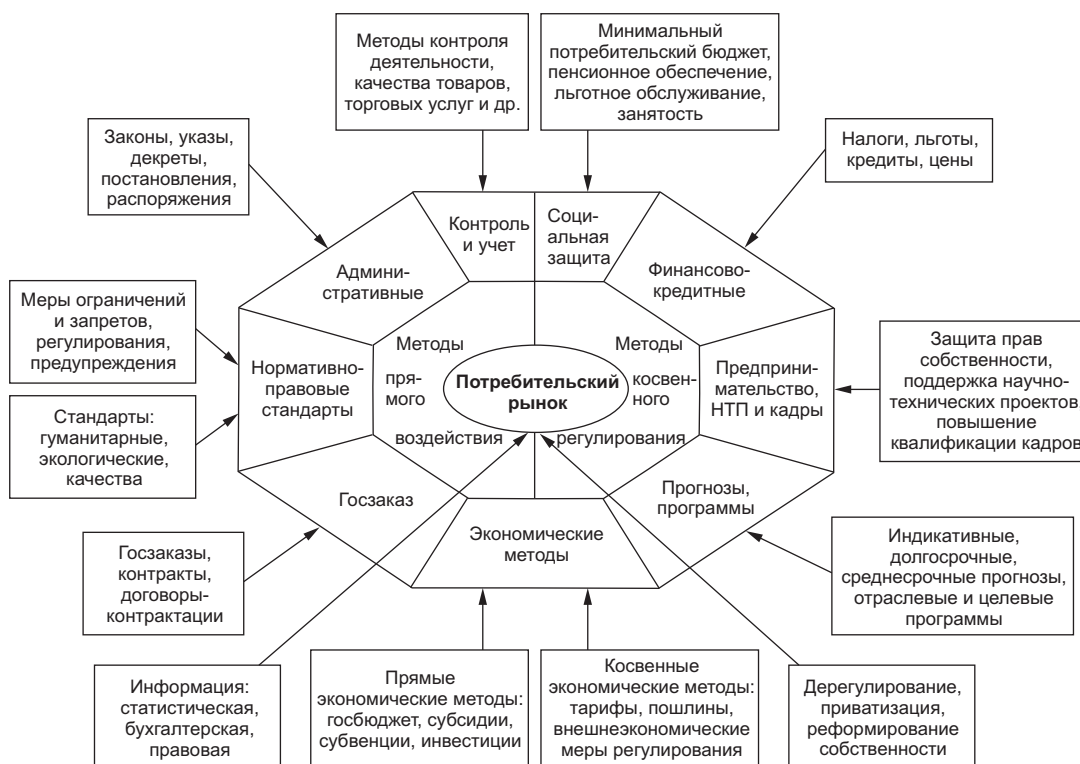 Методы контроля
деятельности,
качества товаров,
торговых услуг и др.
Минимальный
потребительский бюджет,
пенсионное обеспечение,
льготное обслуживание,
занятость
Законы, указы,
декреты,
постановления,
распоряжения
Налоги, льготы,
кредиты, цены
Контроль
и учет
Соци-
альная
защита
Админи-
стративные
Финансово-
кредитные
Меры ограничений
и запретов,
регулирования,
предупреждения
Нормативно-
правовые
стандарты
Методы
пря-
мого
воздействия
Потребительский
рынок
Методы
косвен-
ного
регулирования
Предприни-
мательство,
НТП и кадры
Защита прав
собственности,
поддержка научно-
технических проектов,
повышение
квалификации кадров
Стандарты:
гуманитарные,
экологические,
качества
Госзаказ
Экономические
методы
Прогнозы,
программы
Госзаказы,
контракты,
договоры-
контрактации
Индикативные,
долгосрочные,
среднесрочные прогнозы,
отраслевые и целевые
программы
Информация:
статистическая,
бухгалтерская,
правовая
Прямые
экономические методы:
госбюджет, субсидии,
субвенции, инвестиции
Косвенные
экономические методы:
тарифы, пошлины,
внешнеэкономические
меры регулирования
Дерегулирование,
приватизация,
реформирование
собственности